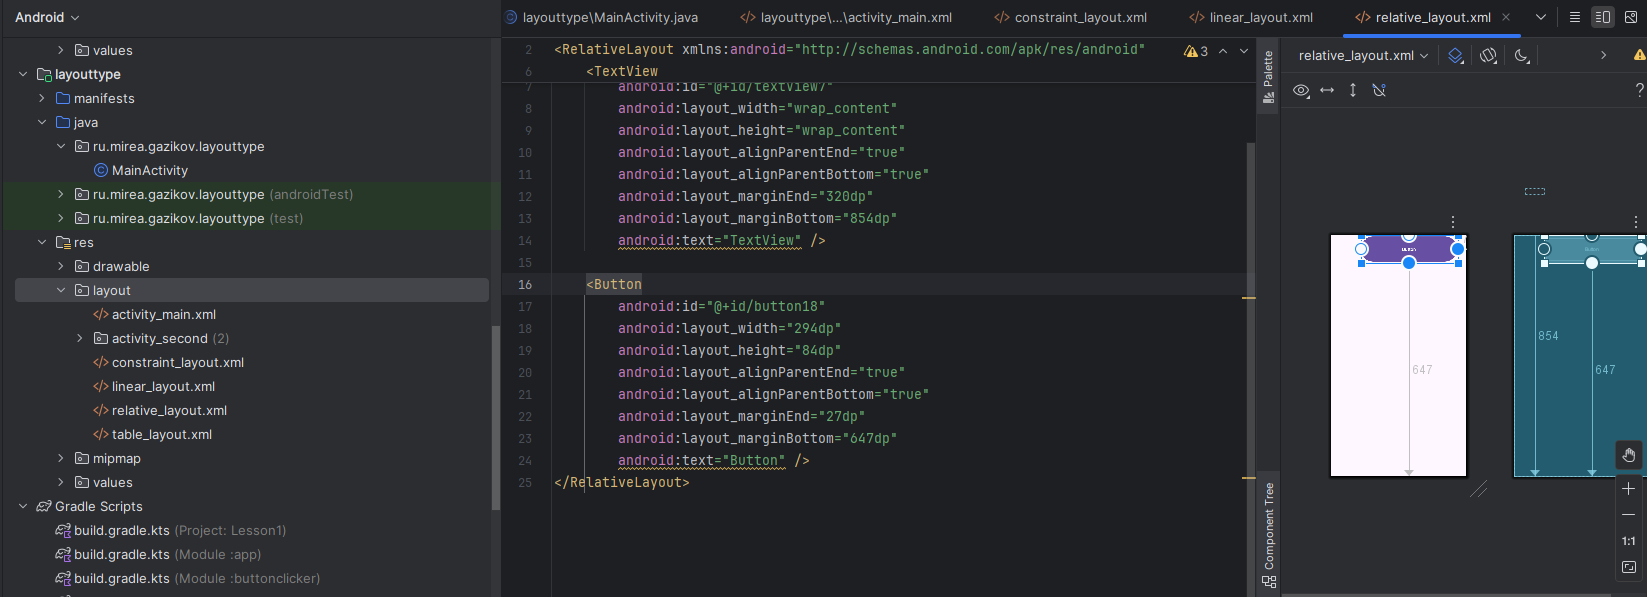 Android
values
layouttype
manifests
java
ru.mirea.gazikov.layouttype
MainActivity
ru.mirea.gazikov.layouttype (androidTest)
ru.mirea.gazikov.layouttype (test)
res
drawable
layout
activity_main.xml
activity_second (2)
constraint_layout.xml
linear_layout.xml
relative_layout.xml
table_layout.xml
mipmap
values
Gradle Scripts
build.gradle.kts (Project: Lesson1)
build.gradle.kts (Module :app)
build.gradle.kts (Module :buttonclicker)
layouttype\MainActivity.java
layouttype\...\activity_main.xml
constraint_layout.xml
linear_layout.xml
relative_layout.xml
2 <RelativeLayout xmlns:android="http://schemas.android.com/apk/res/android"
3
6 <TextView
7 android:id="@+id/textView7"
8 android:layout_width="wrap_content"
9 android:layout_height="wrap_content"
10 android:layout_alignParentEnd="true"
11 android:layout_alignParentBottom="true"
12 android:layout_marginEnd="320dp"
13 android:layout_marginBottom="854dp"
14 android:text="TextView" />
15
16 <Button
17 android:id="@+id/button18"
18 android:layout_width="294dp"
19 android:layout_height="84dp"
20 android:layout_alignParentEnd="true"
21 android:layout_alignParentBottom="true"
22 android:layout_marginEnd="27dp"
23 android:layout_marginBottom="647dp"
24 android:text="Button" />
25 </RelativeLayout>
Palette
Component Tree
relative_layout.xml
?
Button
647
Button
854
647
1:1